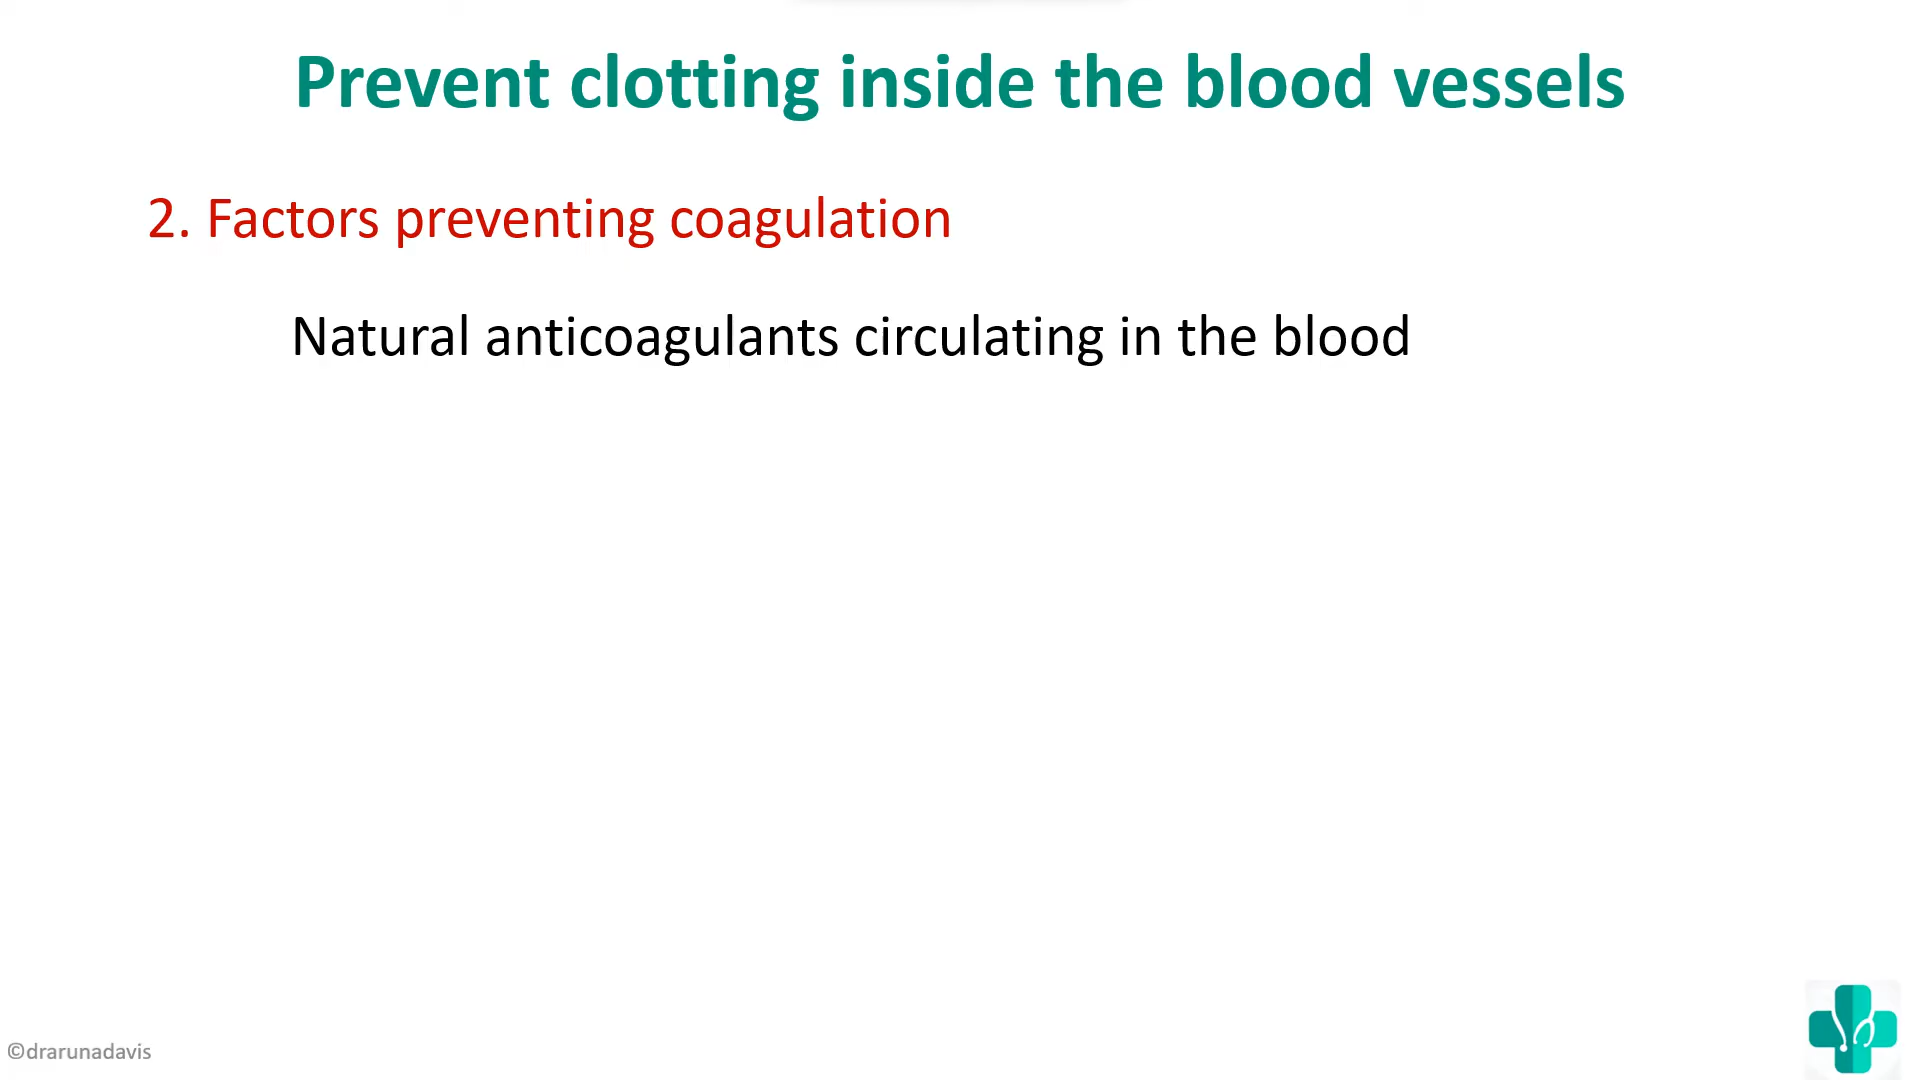 Prevent clotting inside the blood vessels
2. Factors preventing coagulation
Natural anticoagulants circulating in the blood
©drarunadavis